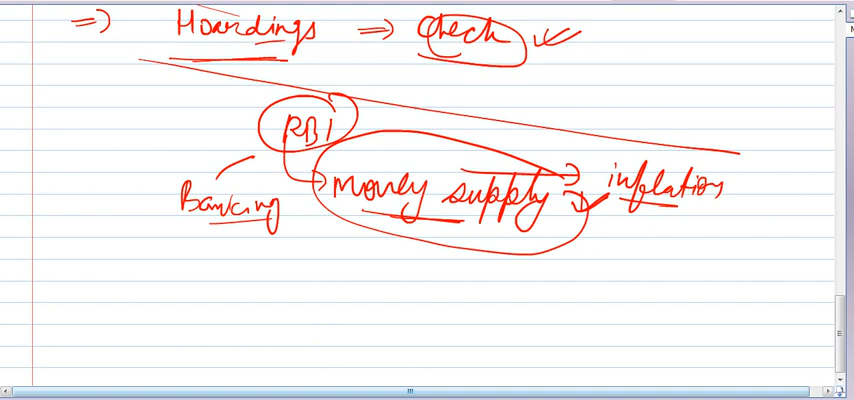 ⇒ Hoardings ⇒ Check
RBI
Money supply → inflation
Banking